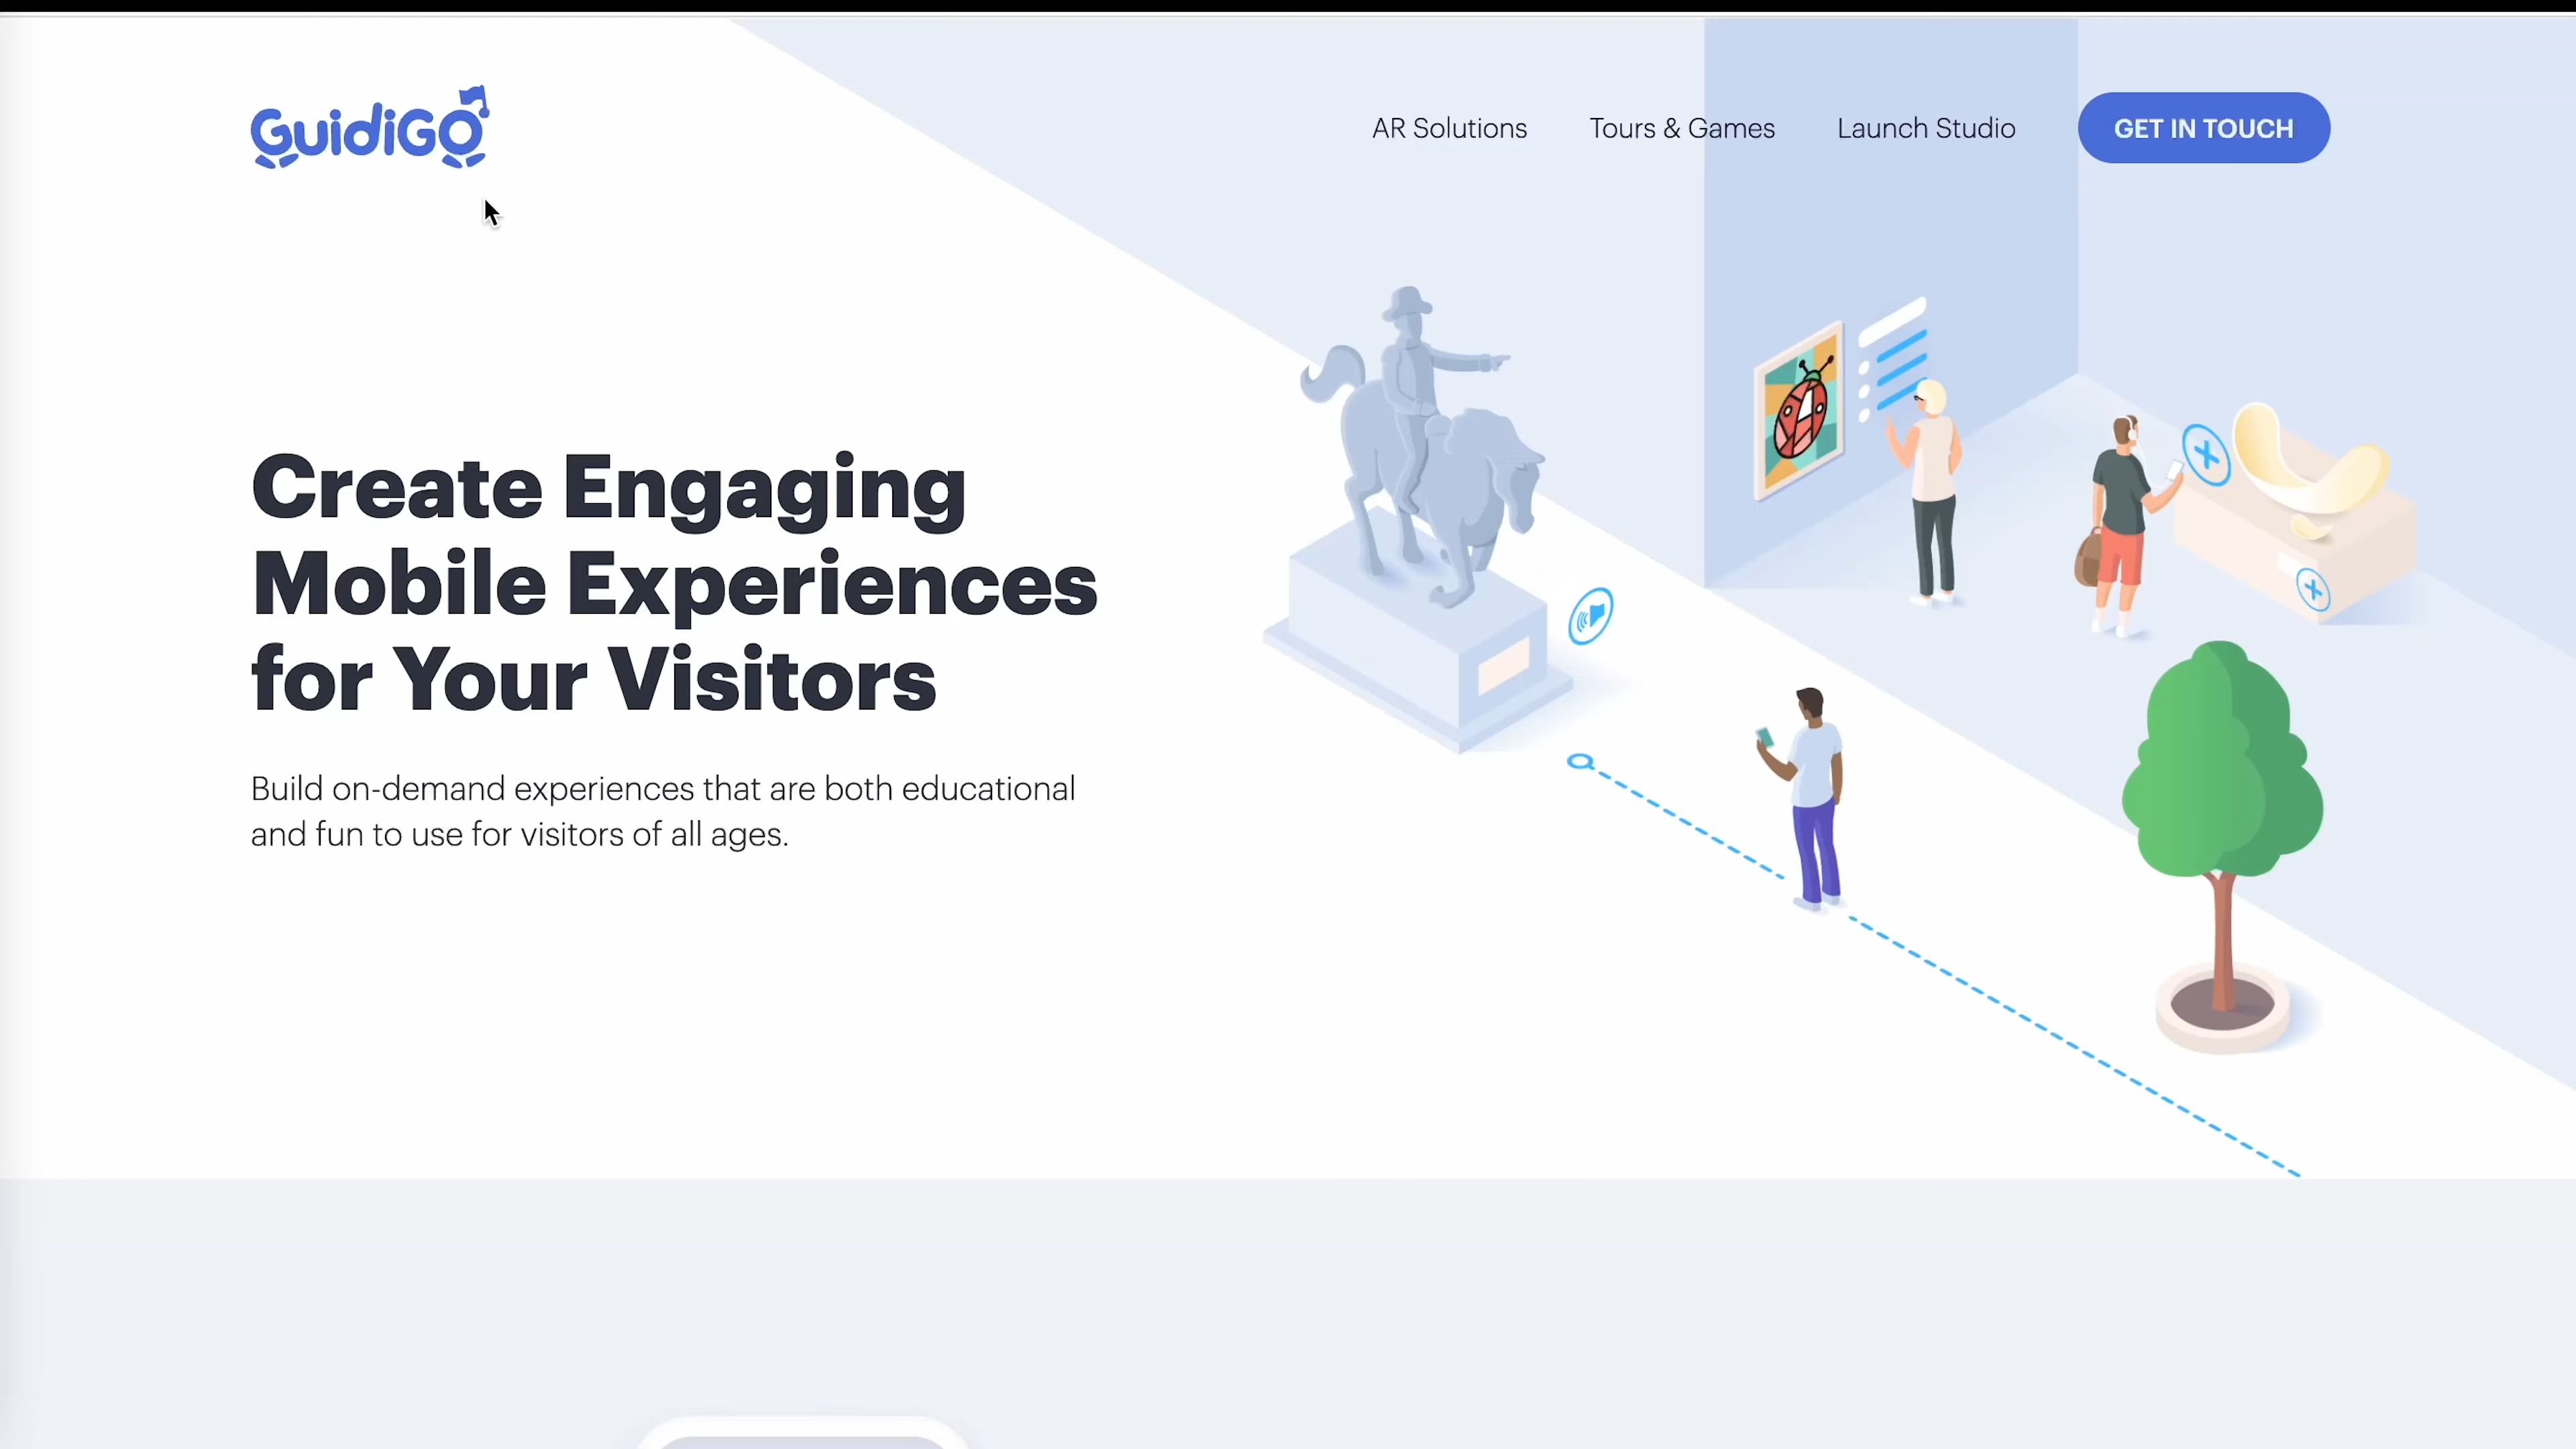 GuidiGO
AR Solutions
Tours & Games
Launch Studio
GET IN TOUCH
Create Engaging
Mobile Experiences
for Your Visitors
Build on-demand experiences that are both educational
and fun to use for visitors of all ages.